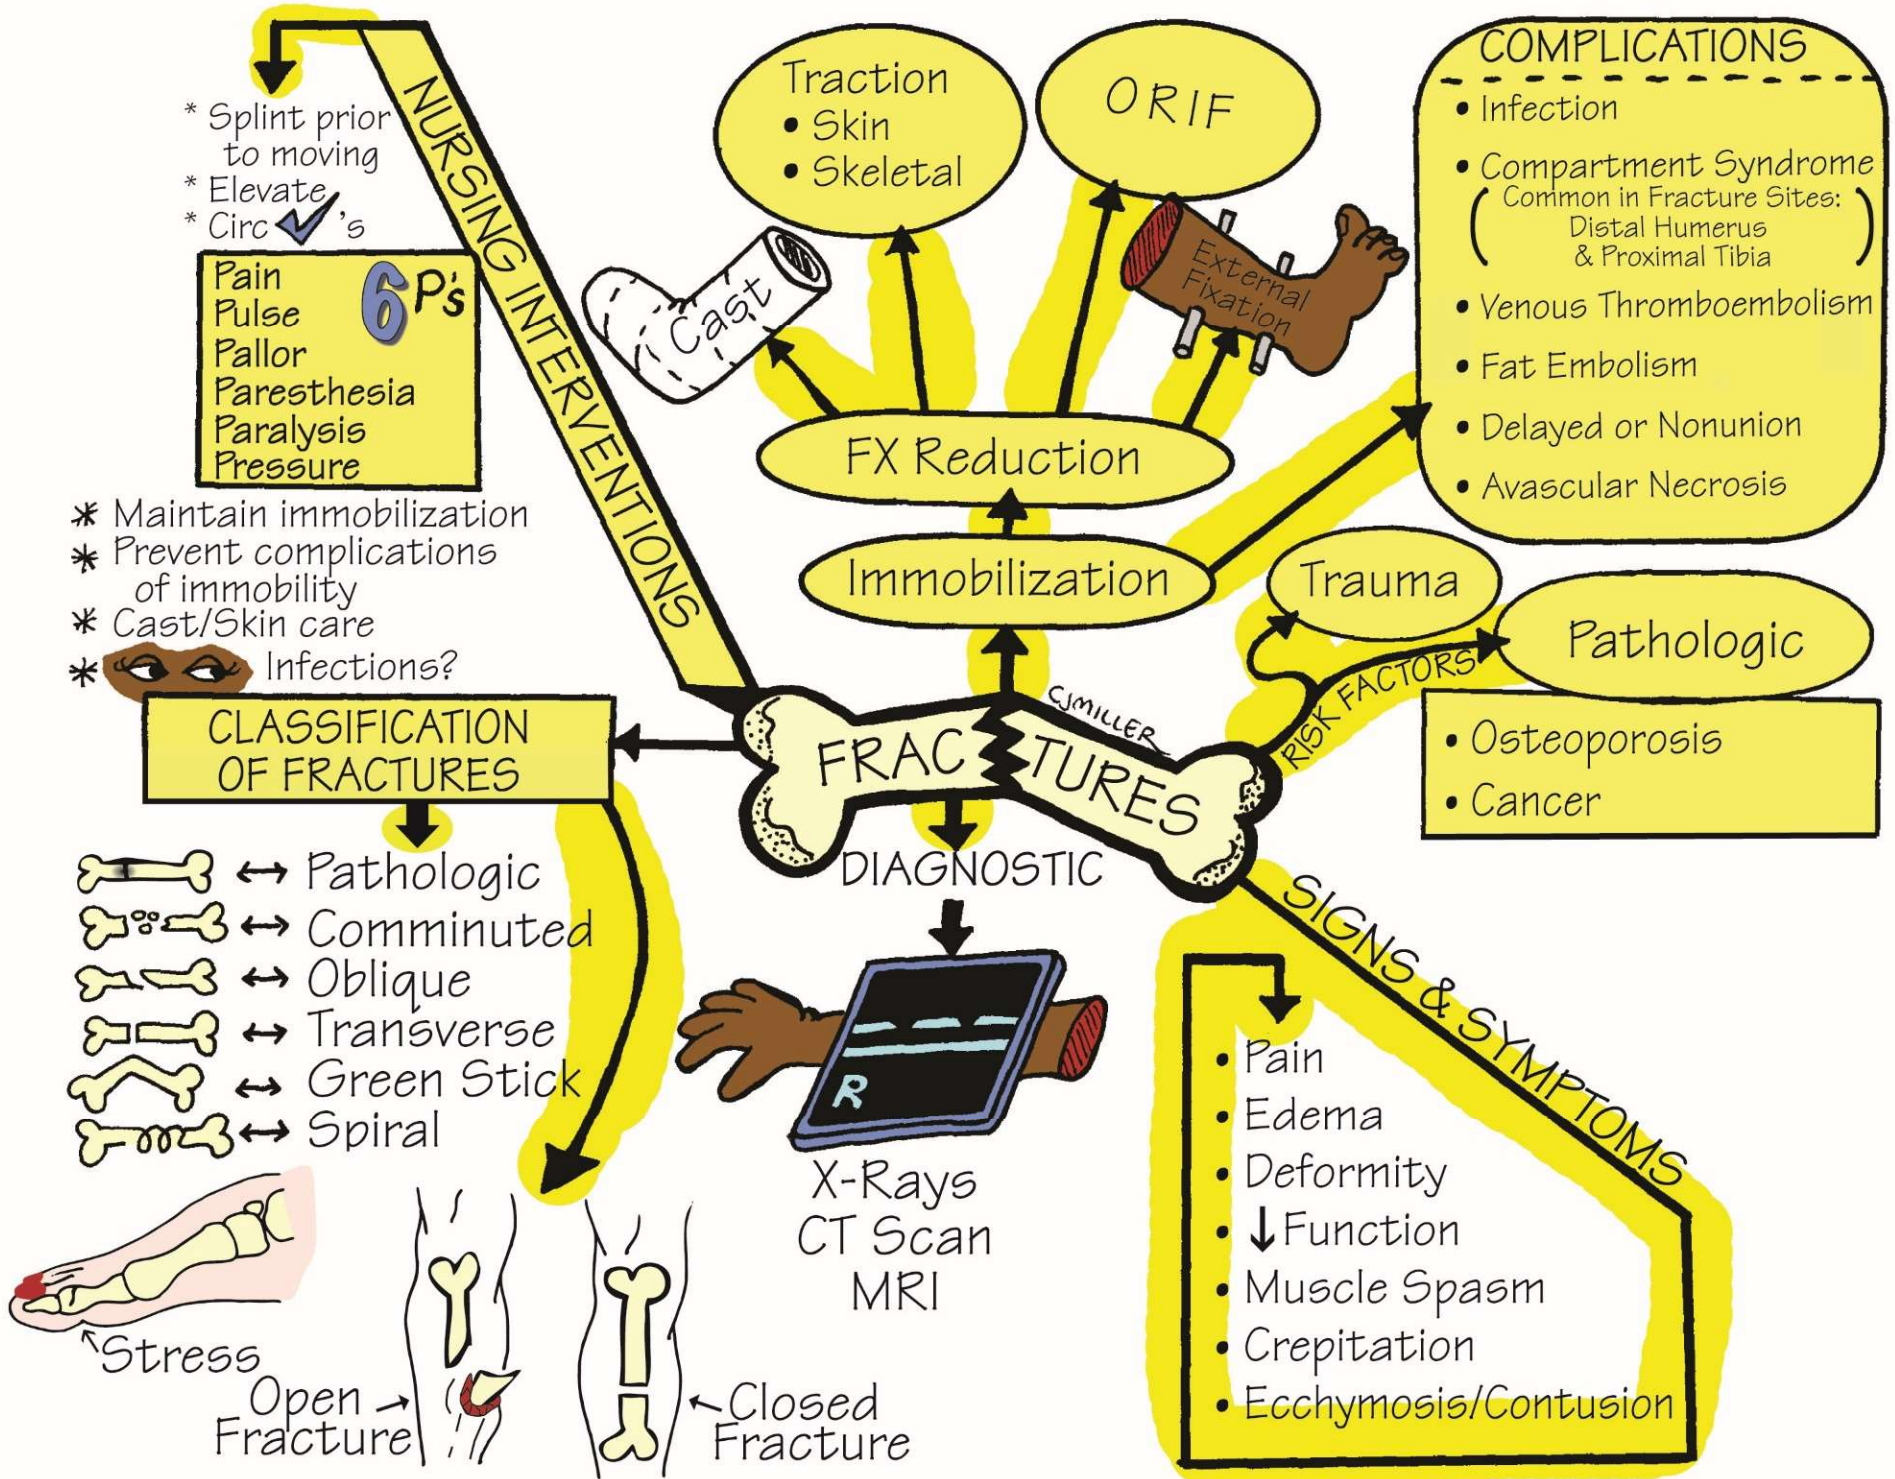 NURSING INTERVENTIONS
* Splint prior
to moving
* Elevate
* Circ ✓'s
6 P's
Pain
Pulse
Pallor
Paresthesia
Paralysis
Pressure
* Maintain immobilization
* Prevent complications
of immobility
* Cast/Skin care
* Infections?
Traction
• Skin
• Skeletal
ORIF
Cast
External
Fixation
FX Reduction
Immobilization
COMPLICATIONS
• Infection
• Compartment Syndrome
(Common in Fracture Sites:
Distal Humerus
& Proximal Tibia)
• Venous Thromboembolism
• Fat Embolism
• Delayed or Nonunion
• Avascular Necrosis
Trauma
RISK FACTORS
Pathologic
• Osteoporosis
• Cancer
CJMILLER
FRAC TURES
CLASSIFICATION
OF FRACTURES
↔ Pathologic
↔ Comminuted
↔ Oblique
↔ Transverse
↔ Green Stick
↔ Spiral
Stress
Open
Fracture
Closed
Fracture
DIAGNOSTIC
R
X-Rays
CT Scan
MRI
SIGNS & SYMPTOMS
• Pain
• Edema
• Deformity
• ↓Function
• Muscle Spasm
• Crepitation
• Ecchymosis/Contusion